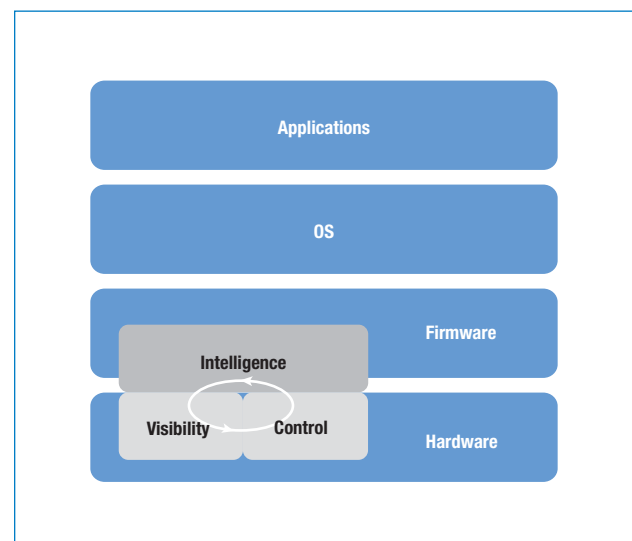 Applications
OS
Firmware
Intelligence
Visibility
Control
Hardware